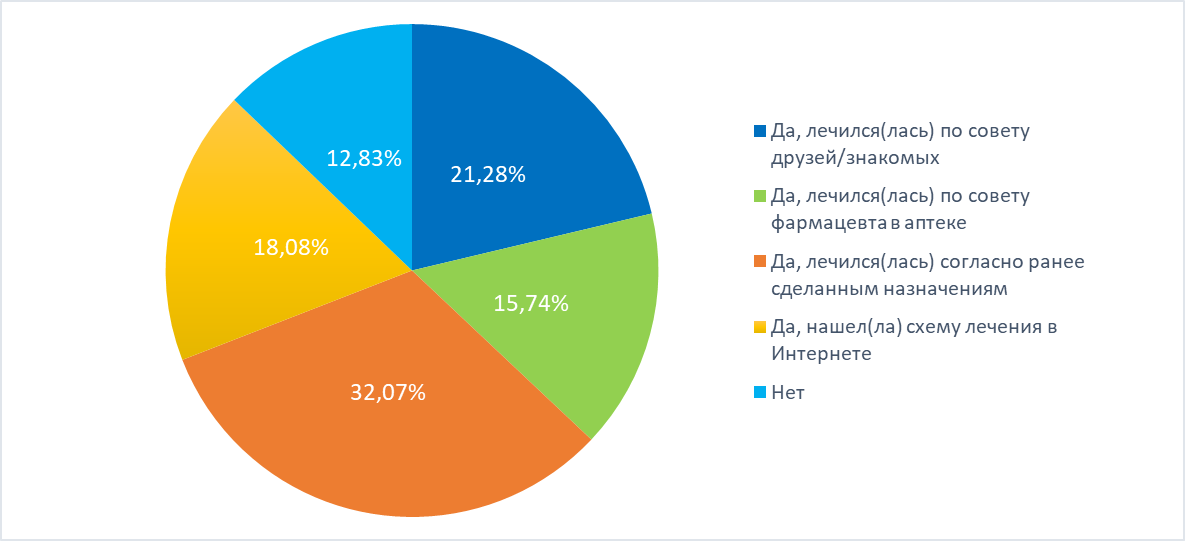 12,83%
21,28%
18,08%
15,74%
32,07%
Да, лечился(лась) по совету
друзей/знакомых
Да, лечился(лась) по совету
фармацевта в аптеке
Да, лечился(лась) согласно ранее
сделанным назначениям
Да, нашел(ла) схему лечения в
Интернете
Нет